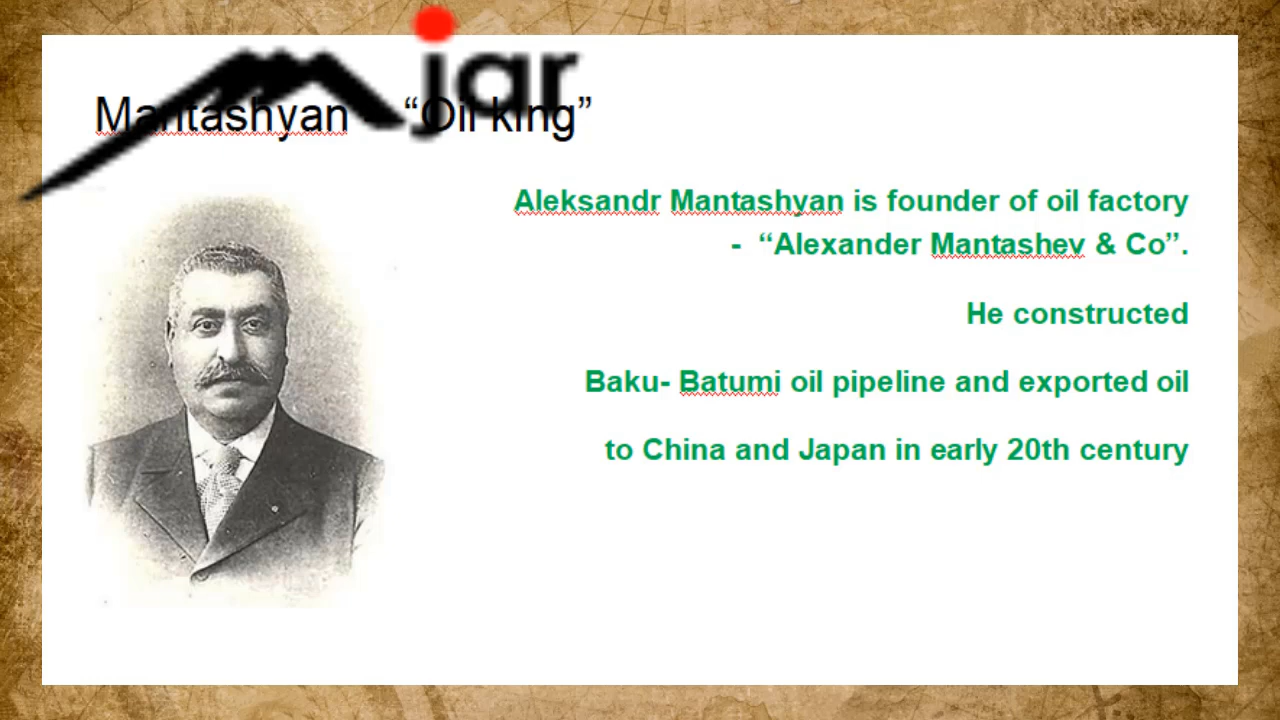 Mjar
Mantashyan - “Oil king”
Aleksandr Mantashyan is founder of oil factory
- “Alexander Mantashev & Co”.
He constructed
Baku- Batumi oil pipeline and exported oil
to China and Japan in early 20th century